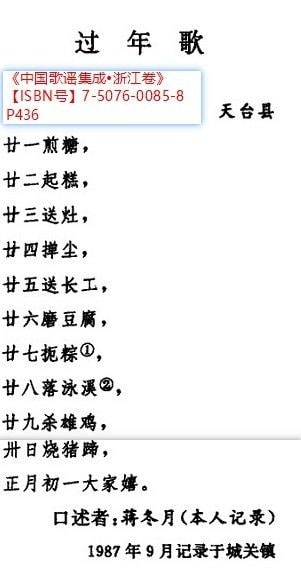 过年歌
《中国歌谣集成•浙江卷》
【ISBN号】7-5076-0085-8
P436
天台县
廿一煎糖，
廿二起糕，
廿三送灶，
廿四掸尘，
廿五送长工，
廿六磨豆腐，
廿七扼粽①，
廿八落泳溪②，
廿九杀雄鸡，
卅日烧猪蹄，
正月初一大家嬉。
口述者：蒋冬月（本人记录）
1987年9月记录于城关镇